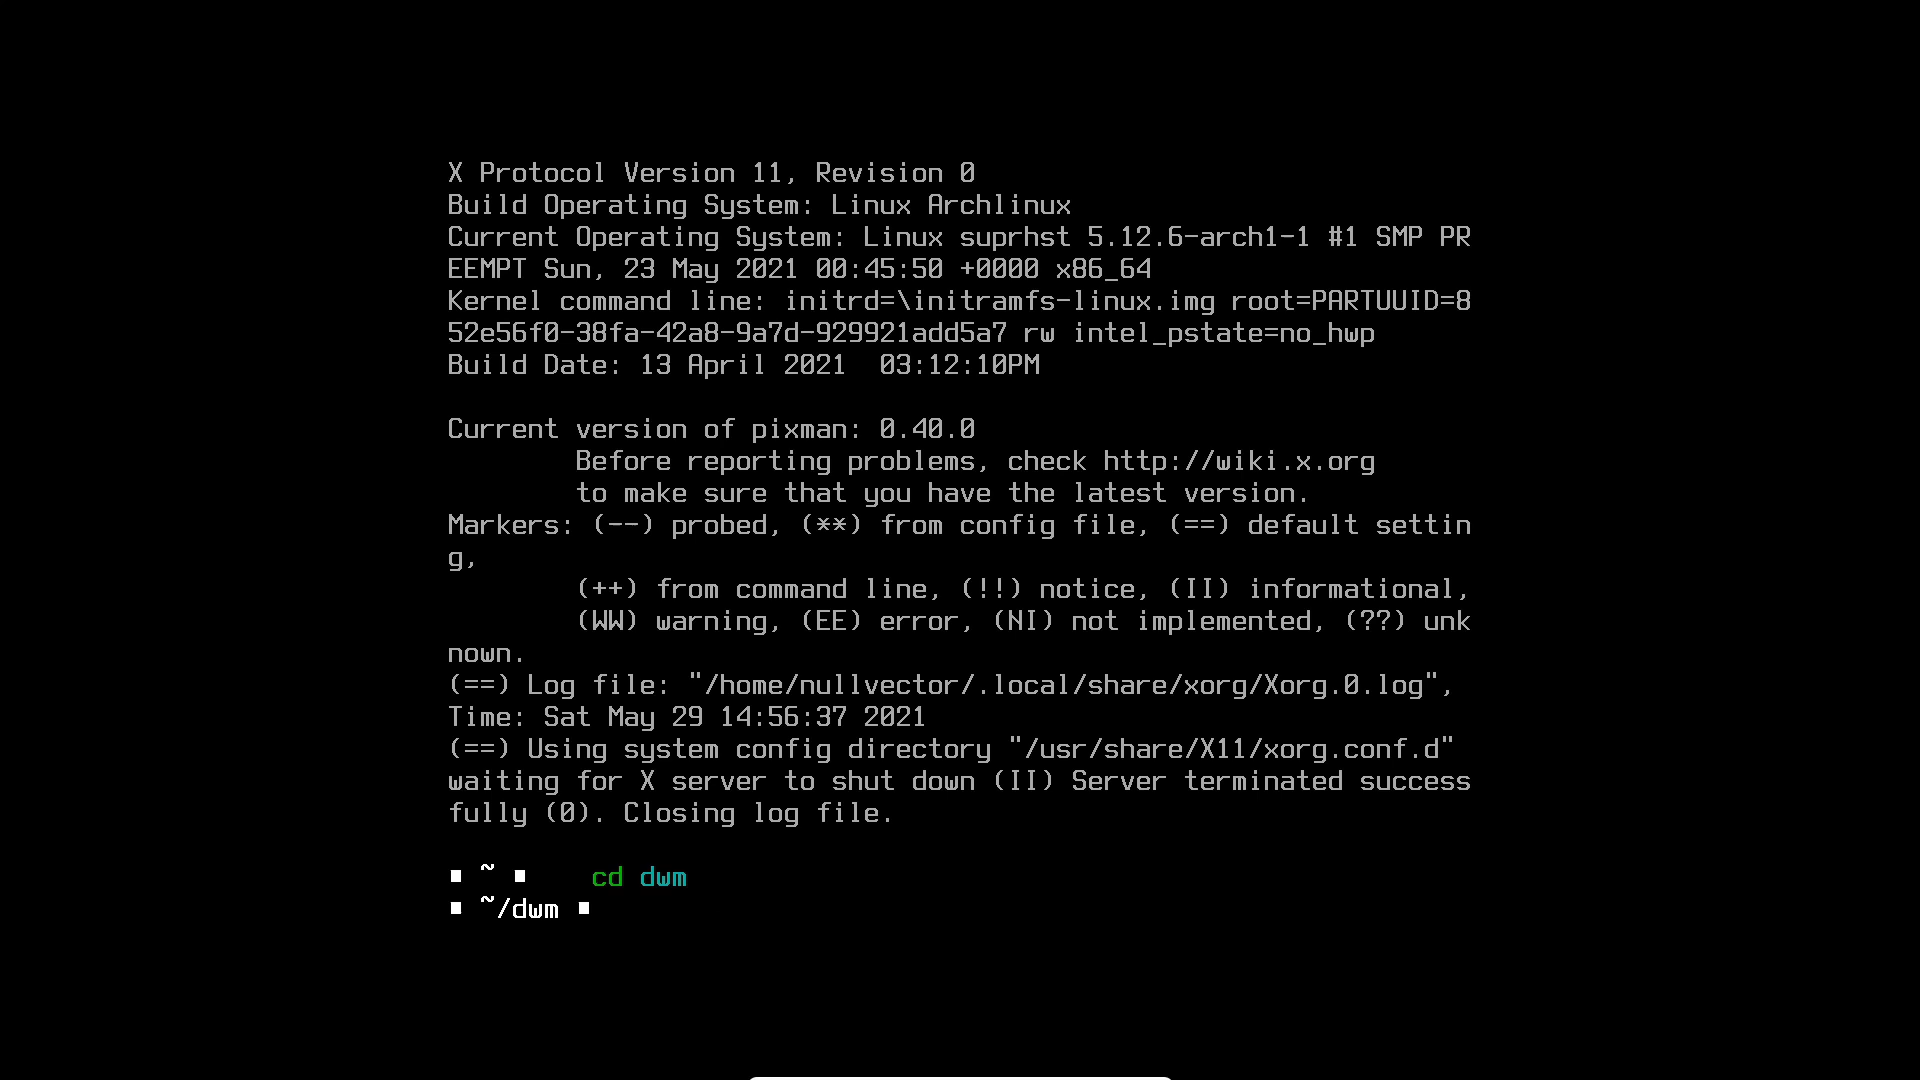 X Protocol Version 11, Revision 0
Build Operating System: Linux Archlinux
Current Operating System: Linux suprhst 5.12.6-arch1-1 #1 SMP PR
EEMPT Sun, 23 May 2021 00:45:50 +0000 x86_64
Kernel command line: initrd=\initramfs-linux.img root=PARTUUID=8
52e56f0-38fa-42a8-9a7d-929921add5a7 rw intel_pstate=no_hwp
Build Date: 13 April 2021  03:12:10PM

Current version of pixman: 0.40.0
        Before reporting problems, check http://wiki.x.org
        to make sure that you have the latest version.
Markers: (--) probed, (**) from config file, (==) default settin
g,
        (++) from command line, (!!) notice, (II) informational,
        (WW) warning, (EE) error, (NI) not implemented, (??) unk
nown.
(==) Log file: "/home/nullvector/.local/share/xorg/Xorg.0.log",
Time: Sat May 29 14:56:37 2021
(==) Using system config directory "/usr/share/X11/xorg.conf.d"
waiting for X server to shut down (II) Server terminated success
fully (0). Closing log file.

▪ ~ ▪    cd dwm
▪ ~/dwm ▪